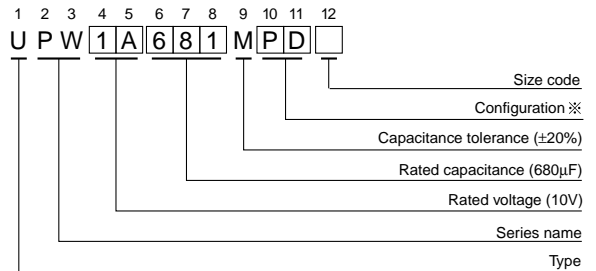 1 2 3 4 5 6 7 8 9 10 11 12
U P W 1 A 6 8 1 M P D
Size code
Configuration ※
Capacitance tolerance (±20%)
Rated capacitance (680µF)
Rated voltage (10V)
Series name
Type